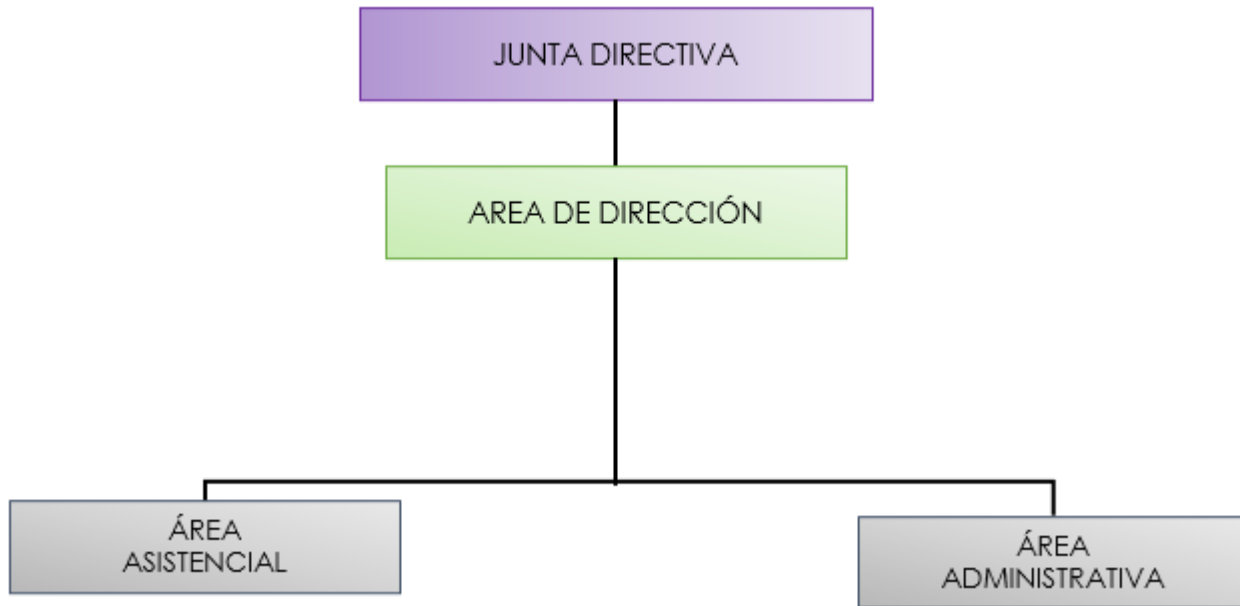 JUNTA DIRECTIVA
AREA DE DIRECCIÓN
ÁREA
ASISTENCIAL
ÁREA
ADMINISTRATIVA